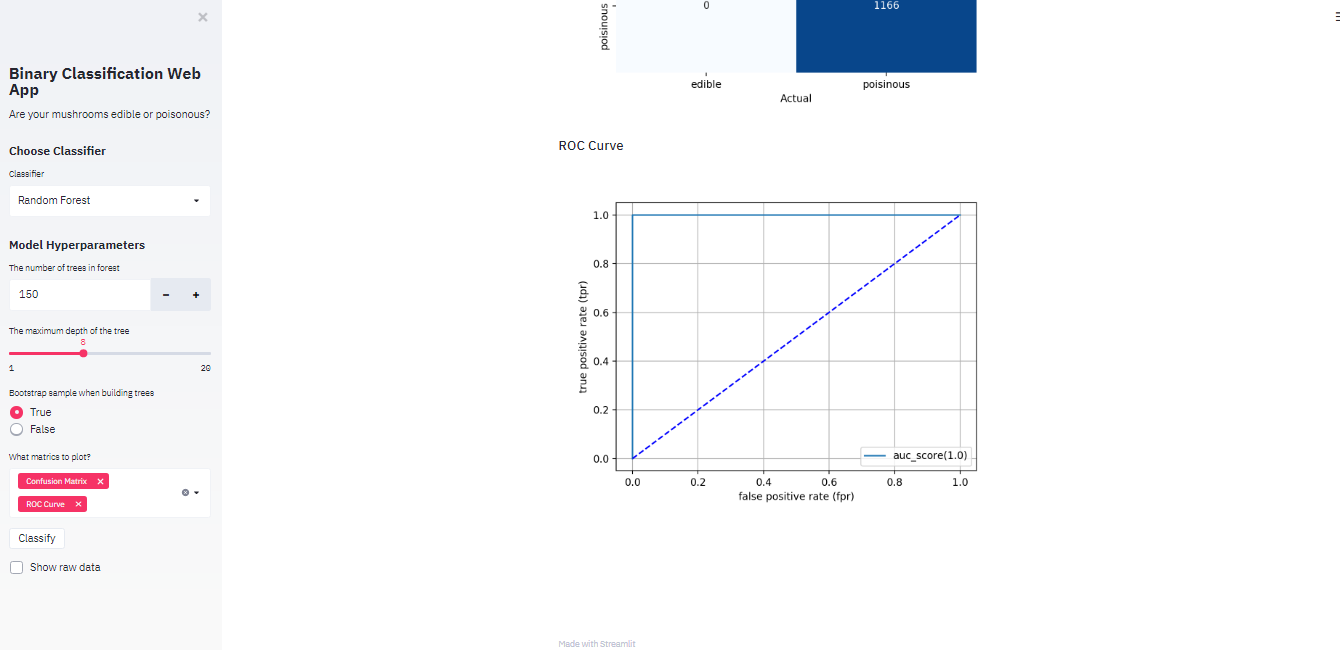 ×
Binary Classification Web
App
Are your mushrooms edible or poisonous?
Choose Classifier
Classifier
Random Forest
Model Hyperparameters
The number of trees in forest
150
− +
The maximum depth of the tree
8
1 20
Bootstrap sample when building trees
True
False
What matrices to plot?
Confusion Matrix ×
ROC Curve ×
Classify
Show raw data
poisinous
0 1166
edible poisinous
Actual
ROC Curve
true positive rate (tpr)
1.0
0.8
0.6
0.4
0.2
0.0
auc_score(1.0)
0.0 0.2 0.4 0.6 0.8 1.0
false positive rate (fpr)
Made with Streamlit